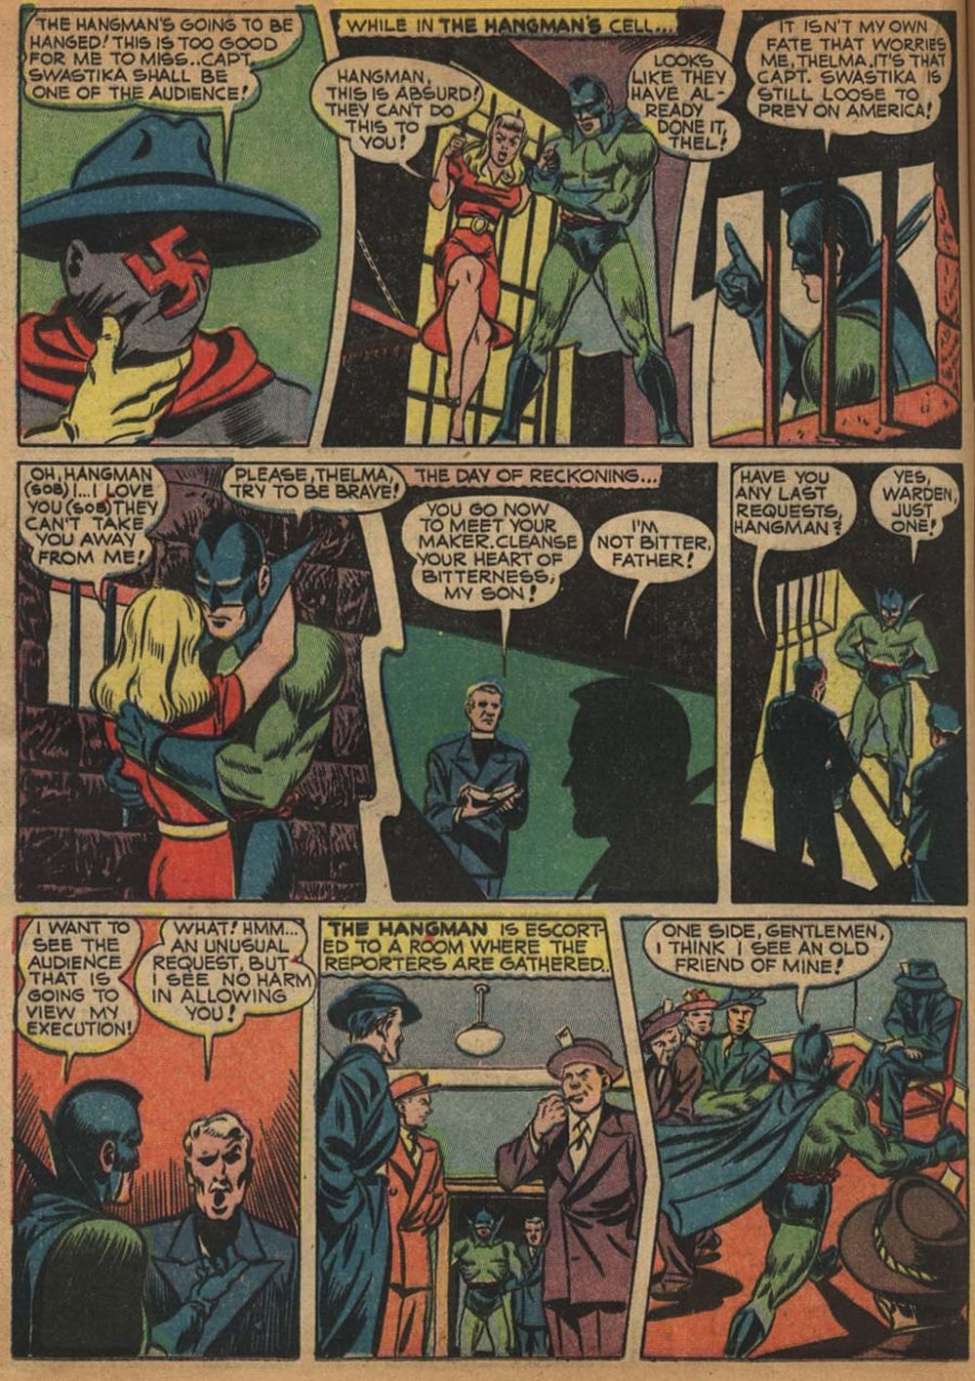 THE HANGMAN'S GOING TO BE
HANGED! THIS IS TOO GOOD
FOR ME TO MISS..CAPT.
SWASTIKA SHALL BE
ONE OF THE AUDIENCE!
WHILE IN THE HANGMAN'S CELL...
HANGMAN,
THIS IS ABSURD!
THEY CAN'T DO
THIS TO
YOU!
LOOKS
LIKE THEY
HAVE AL-
READY
DONE IT,
THEL!
IT ISN'T MY OWN
FATE THAT WORRIES
ME, THELMA, IT'S THAT
CAPT. SWASTIKA IS
STILL LOOSE TO
PREY ON AMERICA!
OH, HANGMAN
(SOB) I...I LOVE
YOU (SOB) THEY
CAN'T TAKE
YOU AWAY
FROM ME!
PLEASE, THELMA,
TRY TO BE BRAVE!
THE DAY OF RECKONING...
YOU GO NOW
TO MEET YOUR
MAKER. CLEANSE
YOUR HEART OF
BITTERNESS,
MY SON!
I'M
NOT BITTER,
FATHER!
HAVE YOU
ANY LAST
REQUESTS,
HANGMAN?
YES,
WARDEN,
JUST
ONE!
I WANT TO
SEE THE
AUDIENCE
THAT IS
GOING TO
VIEW MY
EXECUTION!
WHAT! HMM...
AN UNUSUAL
REQUEST, BUT
I SEE NO HARM
IN ALLOWING
YOU!
THE HANGMAN IS ESCORT-
ED TO A ROOM WHERE THE
REPORTERS ARE GATHERED..
ONE SIDE, GENTLEMEN,
I THINK I SEE AN OLD
FRIEND OF MINE!